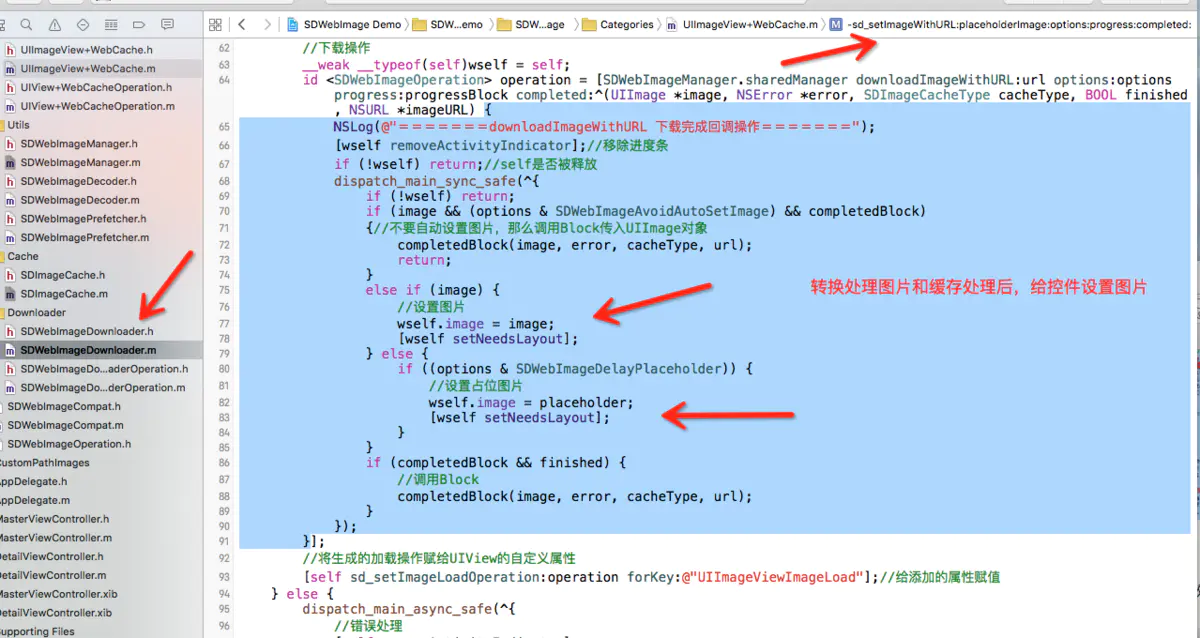 SDWebImage Demo
SDW...emo
SDW...age
Categories
UIImageView+WebCache.m
-sd_setImageWithURL:placeholderImage:options:progress:completed:
UIImageView+WebCache.h
UIImageView+WebCache.m
UIView+WebCacheOperation.h
UIView+WebCacheOperation.m
Utils
SDWebImageManager.h
SDWebImageManager.m
SDWebImageDecoder.h
SDWebImageDecoder.m
SDWebImagePrefetcher.h
SDWebImagePrefetcher.m
Cache
SDImageCache.h
SDImageCache.m
Downloader
SDWebImageDownloader.h
SDWebImageDownloader.m
SDWebImageDo...aderOperation.h
SDWebImageDo...derOperation.m
SDWebImageCompat.h
SDWebImageCompat.m
SDWebImageOperation.h
CustomPathImages
AppDelegate.h
AppDelegate.m
MasterViewController.h
MasterViewController.m
DetailViewController.h
DetailViewController.m
MasterViewController.xib
DetailViewController.xib
Supporting Files
62 //下载操作
63 __weak __typeof(self)wself = self;
64 id <SDWebImageOperation> operation = [SDWebImageManager.sharedManager downloadImageWithURL:url options:options
progress:progressBlock completed:^(UIImage *image, NSError *error, SDImageCacheType cacheType, BOOL finished
, NSURL *imageURL) {
65 NSLog(@"=======downloadImageWithURL 下载完成回调操作=======");
66 [wself removeActivityIndicator];//移除进度条
67 if (!wself) return;//self是否被释放
68 dispatch_main_sync_safe(^{
69 if (!wself) return;
70 if (image && (options & SDWebImageAvoidAutoSetImage) && completedBlock)
71 {//不要自动设置图片，那么调用Block传入UIImage对象
72 completedBlock(image, error, cacheType, url);
73 return;
74 }
75 else if (image) {
76 //设置图片
77 wself.image = image;
78 [wself setNeedsLayout];
79 } else {
80 if ((options & SDWebImageDelayPlaceholder)) {
81 //设置占位图片
82 wself.image = placeholder;
83 [wself setNeedsLayout];
84 }
85 }
86 if (completedBlock && finished) {
87 //调用Block
88 completedBlock(image, error, cacheType, url);
89 }
90 });
91 }];
92 //将生成的加载操作赋给UIView的自定义属性
93 [self sd_setImageLoadOperation:operation forKey:@"UIImageViewImageLoad"];//给添加的属性赋值
94 } else {
95 dispatch_main_async_safe(^{
96 //错误处理
转换处理图片和缓存处理后，给控件设置图片